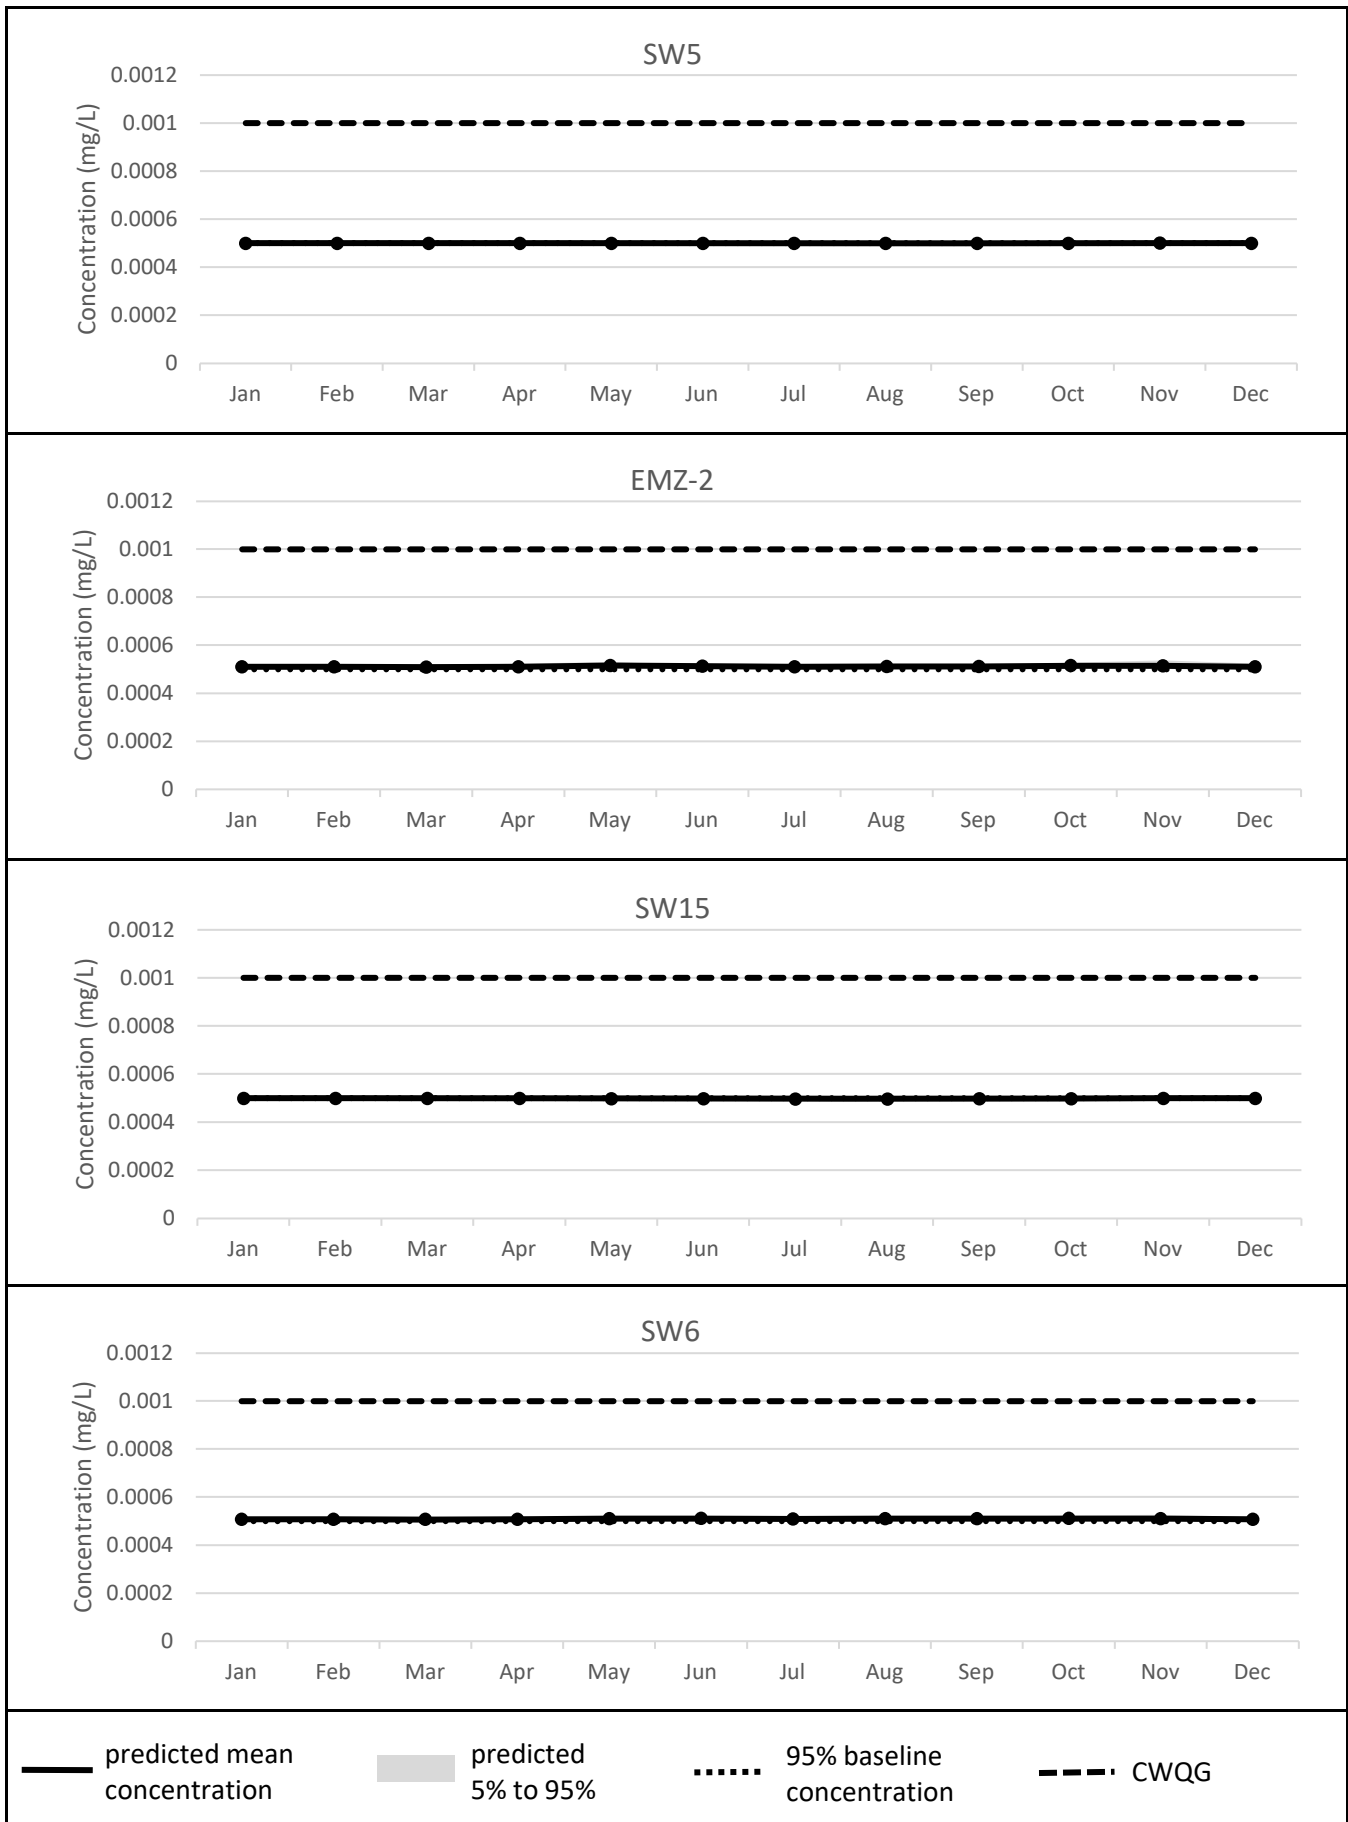 SW5
Concentration (mg/L)
0.0012
0.001
0.0008
0.0006
0.0004
0.0002
0
Jan Feb Mar Apr May Jun Jul Aug Sep Oct Nov Dec
EMZ-2
Concentration (mg/L)
0.0012
0.001
0.0008
0.0006
0.0004
0.0002
0
Jan Feb Mar Apr May Jun Jul Aug Sep Oct Nov Dec
SW15
Concentration (mg/L)
0.0012
0.001
0.0008
0.0006
0.0004
0.0002
0
Jan Feb Mar Apr May Jun Jul Aug Sep Oct Nov Dec
SW6
Concentration (mg/L)
0.0012
0.001
0.0008
0.0006
0.0004
0.0002
0
Jan Feb Mar Apr May Jun Jul Aug Sep Oct Nov Dec
predicted mean
concentration
predicted
5% to 95%
95% baseline
concentration
CWQG